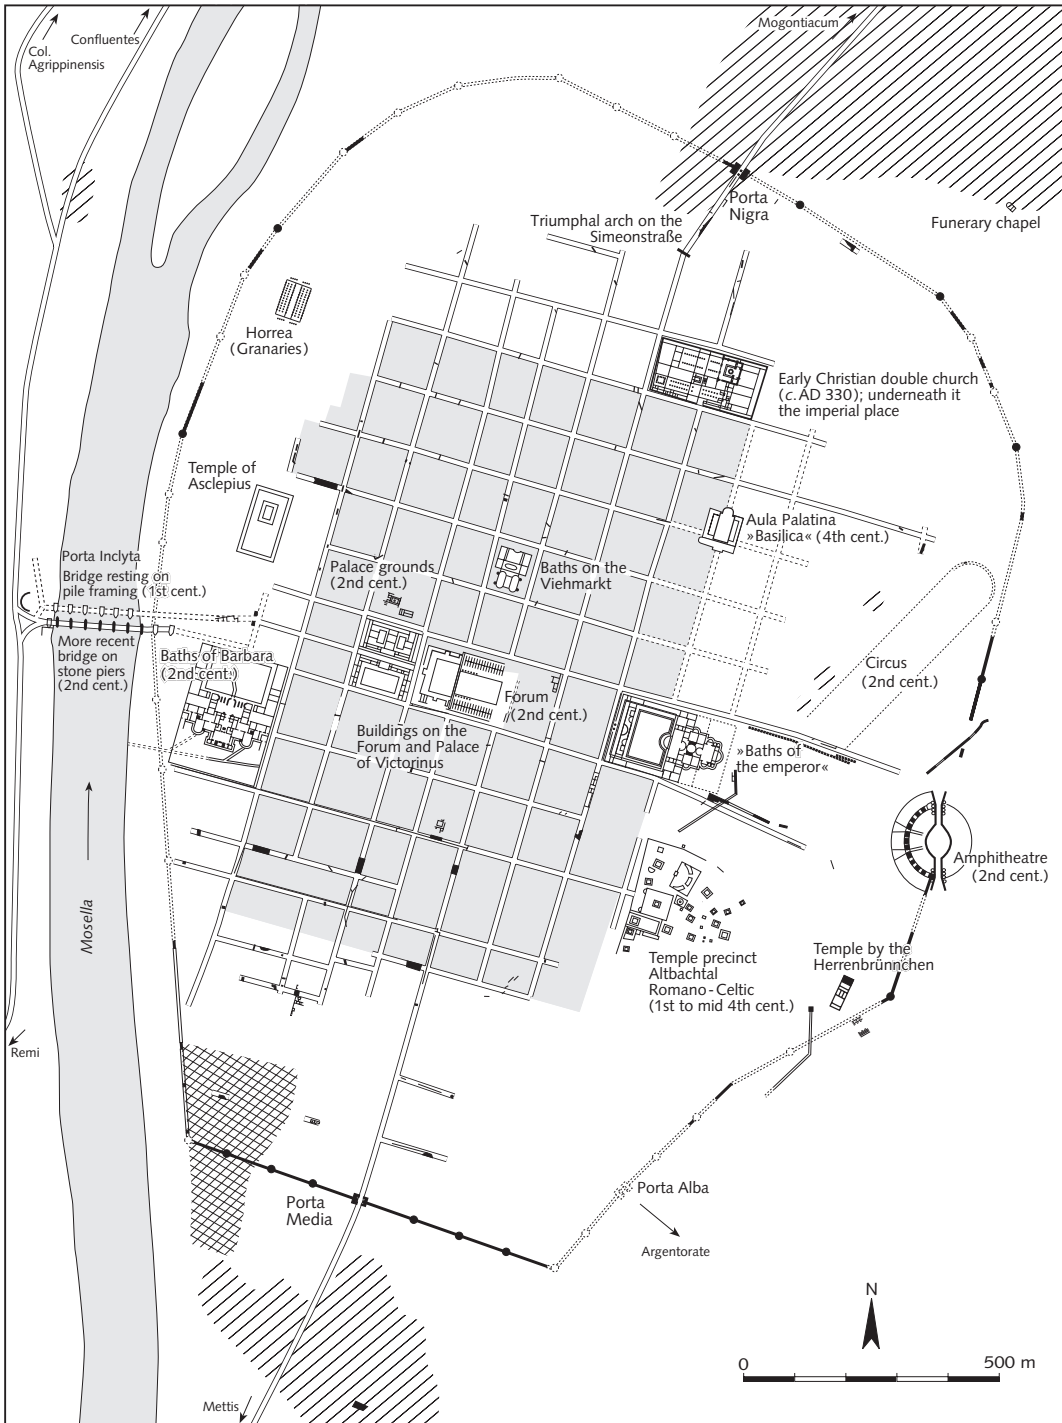 Mogontiacum
Confluentes
Col.
Agrippinensis
Porta
Nigra
Triumphal arch on the
Simeonstraße
Funerary chapel
Horrea
(Granaries)
Early Christian double church
(c. AD 330); underneath it
the imperial place
Temple of
Asclepius
Aula Palatina
»Basilica« (4th cent.)
Porta Inclyta
Bridge resting on
pile framing (1st cent.)
Palace grounds
(2nd cent.)
Baths on the
Viehmarkt
More recent
bridge on
stone piers
(2nd cent.)
Baths of Barbara
(2nd cent.)
Circus
(2nd cent.)
Forum
(2nd cent.)
Buildings on the
Forum and Palace
of Victorinus
»Baths of
the emperor«
Amphitheatre
(2nd cent.)
Mosella
Temple by the
Herrenbrünnchen
Temple precinct
Altbachtal
Romano-Celtic
(1st to mid 4th cent.)
Remi
Porta
Media
Porta Alba
Argentorate
N
0 500 m
Mettis